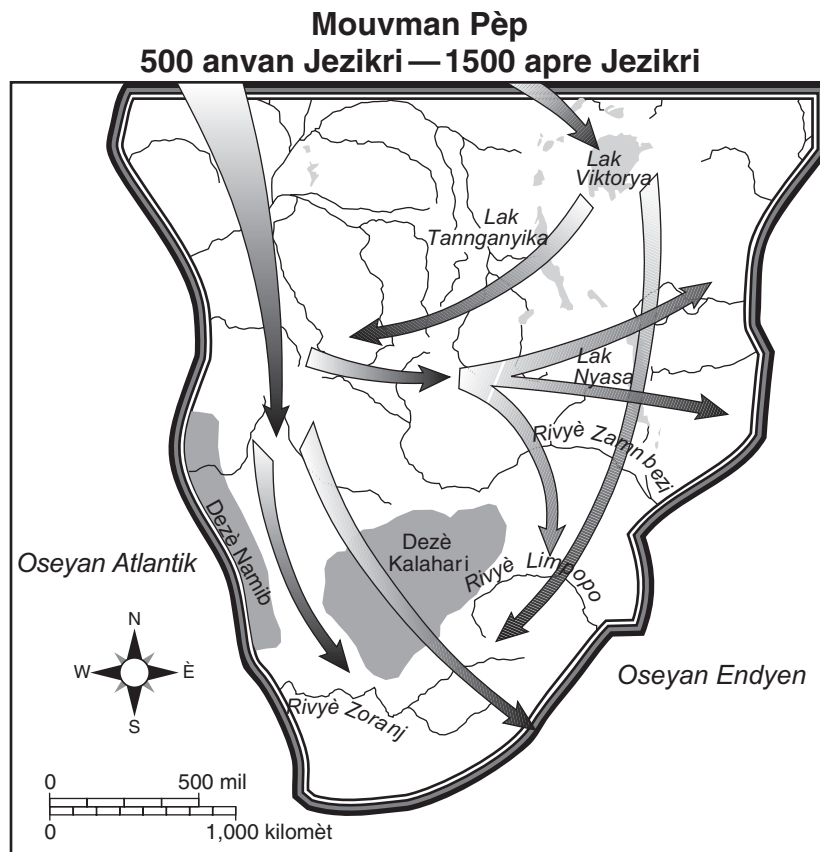 Mouvman Pèp
500 anvan Jezikri — 1500 apre Jezikri
Lak
Viktorya
Lak
Tannganyika
Lak
Nyasa
Rivyè Zamnbezi
Dezè Namib
Dezè
Kalahari
Rivyè Limpopo
Oseyan Atlantik
N
W
È
S
Oseyan Endyen
Rivyè Zoranj
0
500 mil
0
1,000 kilomèt